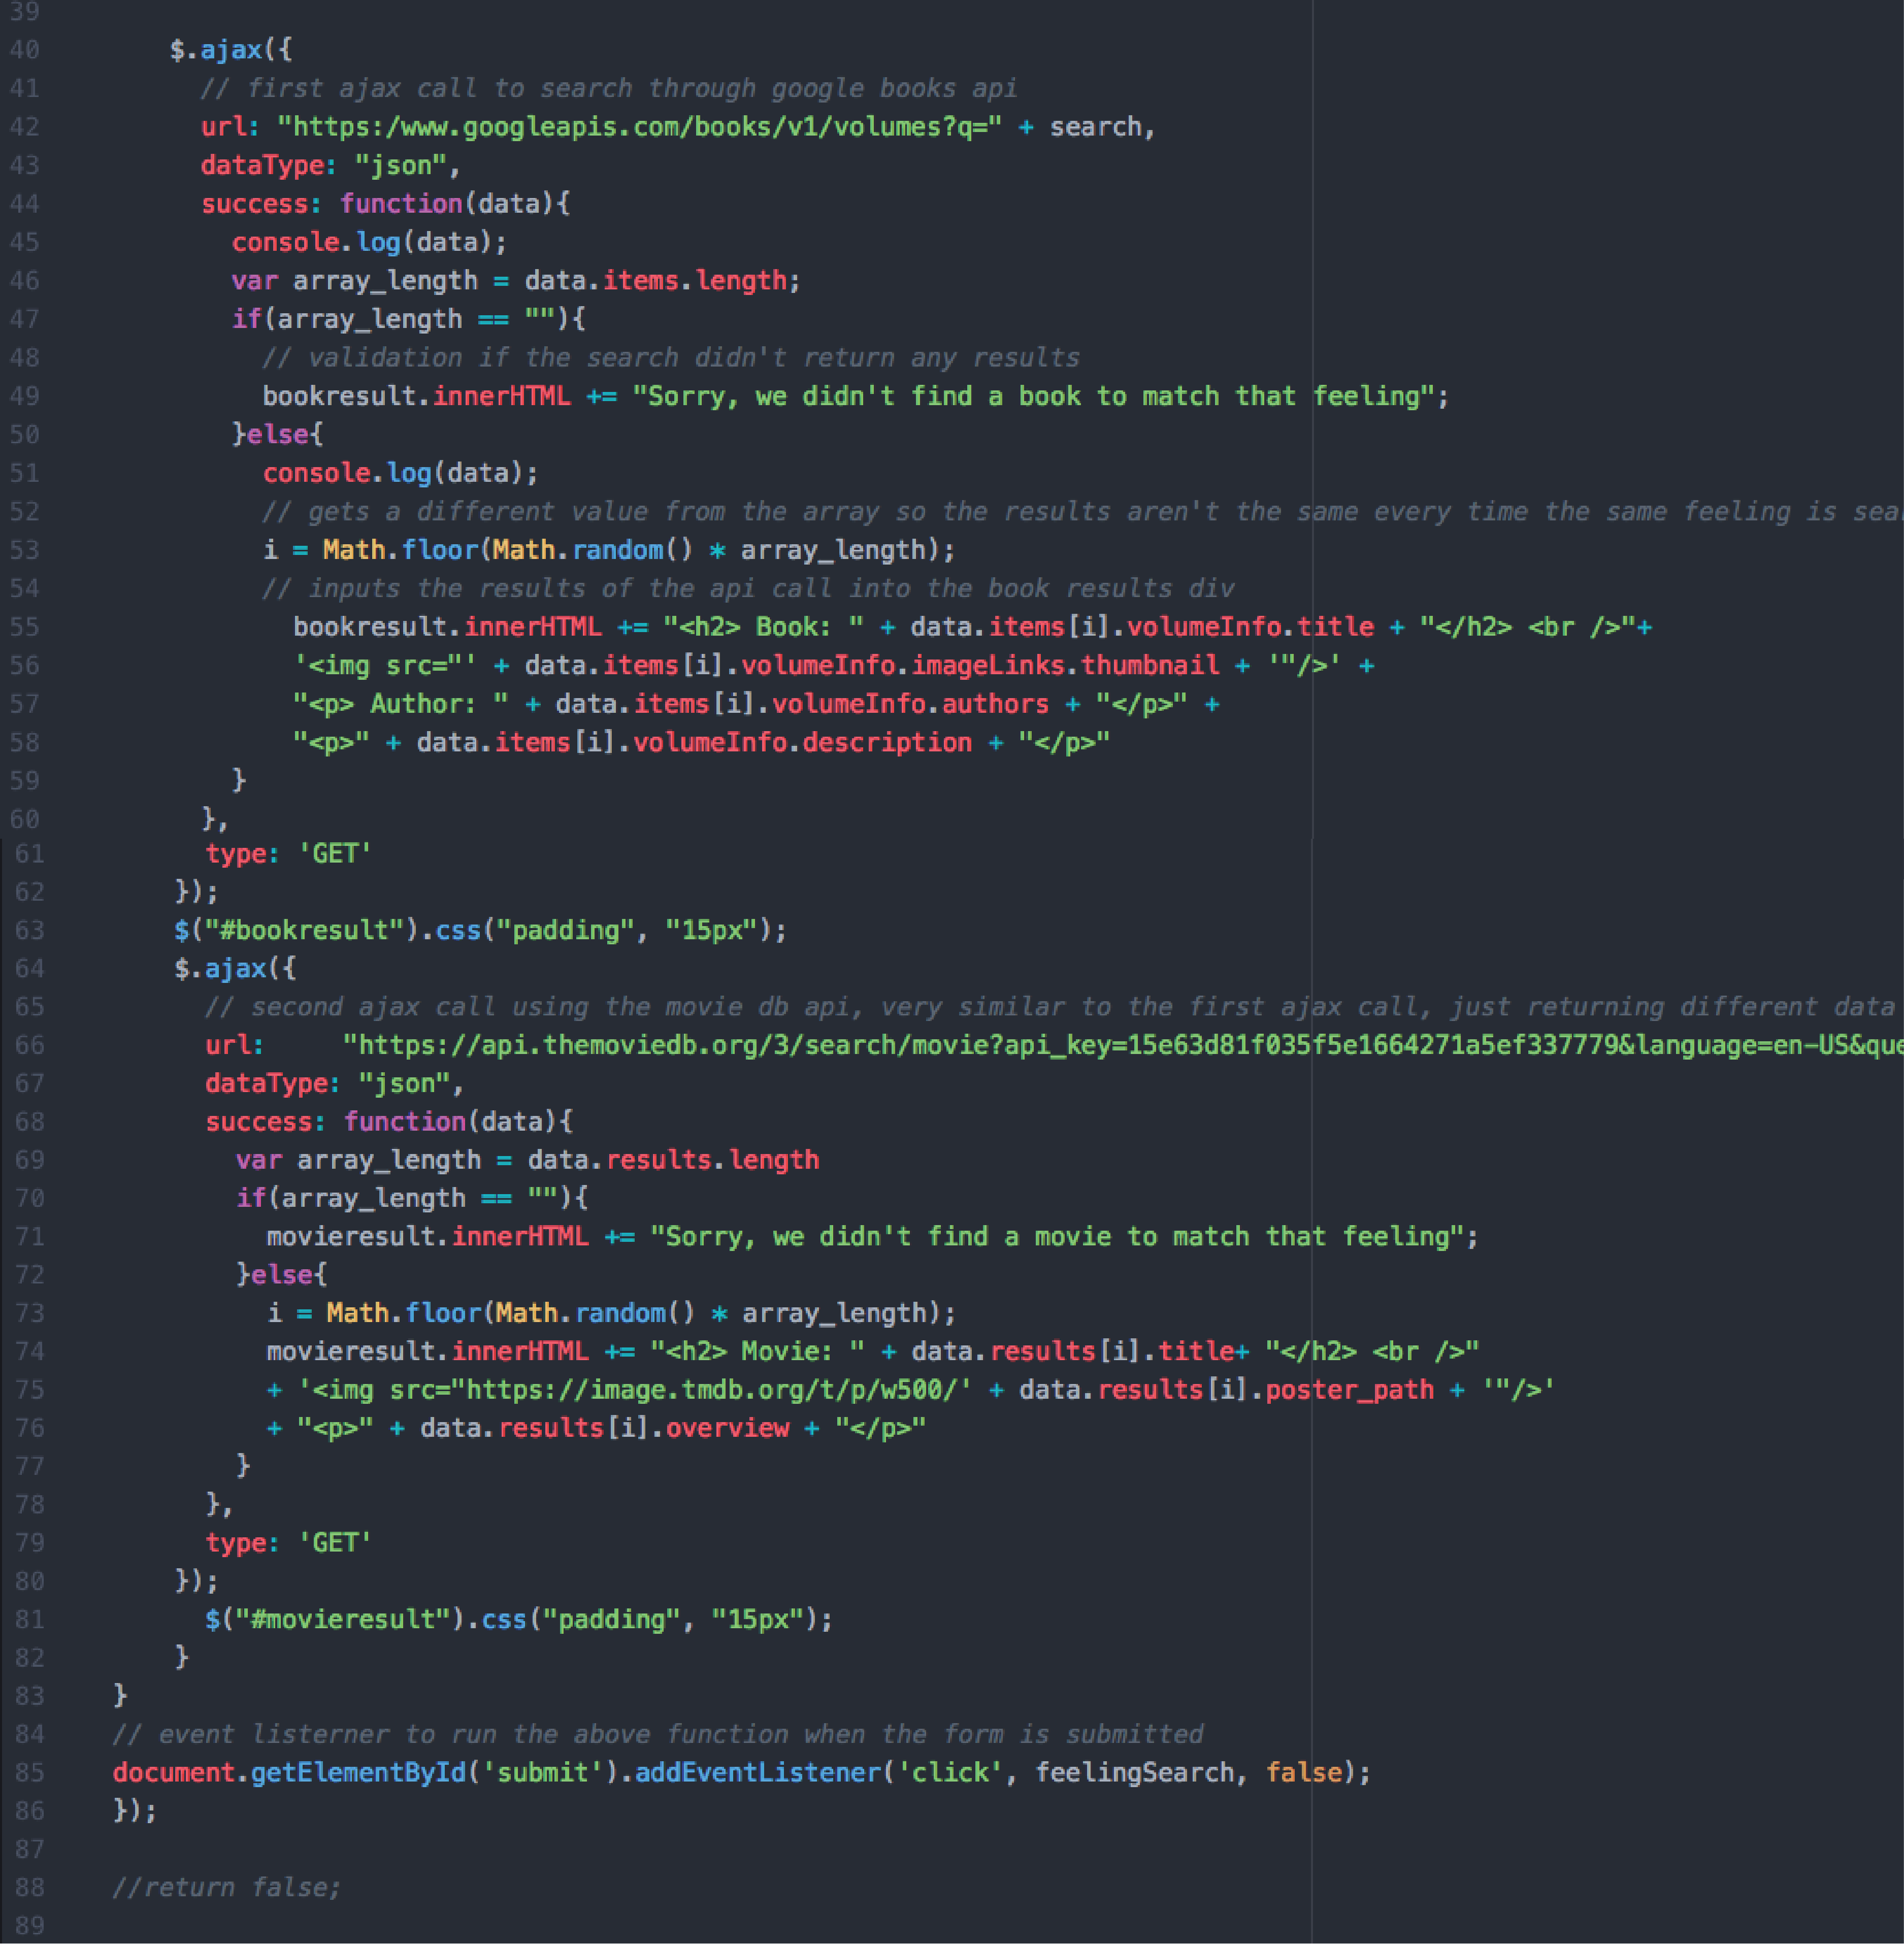 39
40 $.ajax({
41 // first ajax call to search through google books api
42 url: "https:/www.googleapis.com/books/v1/volumes?q=" + search,
43 dataType: "json",
44 success: function(data){
45 console.log(data);
46 var array_length = data.items.length;
47 if(array_length == ""){
48 // validation if the search didn't return any results
49 bookresult.innerHTML += "Sorry, we didn't find a book to match that feeling";
50 }else{
51 console.log(data);
52 // gets a different value from the array so the results aren't the same every time the same feeling is
53 i = Math.floor(Math.random() * array_length);
54 // inputs the results of the api call into the book results div
55 bookresult.innerHTML += "<h2> Book: " + data.items[i].volumeInfo.title + "</h2> <br />"+
56 '<img src="' + data.items[i].volumeInfo.imageLinks.thumbnail + '"/>' +
57 "<p> Author: " + data.items[i].volumeInfo.authors + "</p>" +
58 "<p>" + data.items[i].volumeInfo.description + "</p>"
59 }
60 },
61 type: 'GET'
62 });
63 $("#bookresult").css("padding", "15px");
64 $.ajax({
65 // second ajax call using the movie db api, very similar to the first ajax call, just returning different data
66 url: "https://api.themoviedb.org/3/search/movie?api_key=15e63d81f035f5e1664271a5ef337779&language=en-US&que
67 dataType: "json",
68 success: function(data){
69 var array_length = data.results.length
70 if(array_length == ""){
71 movieresult.innerHTML += "Sorry, we didn't find a movie to match that feeling";
72 }else{
73 i = Math.floor(Math.random() * array_length);
74 movieresult.innerHTML += "<h2> Movie: " + data.results[i].title+ "</h2> <br />"
75 + '<img src="https://image.tmdb.org/t/p/w500/' + data.results[i].poster_path + '"/>'
76 + "<p>" + data.results[i].overview + "</p>"
77 }
78 },
79 type: 'GET'
80 });
81 $("#movieresult").css("padding", "15px");
82 }
83 }
84 // event listerner to run the above function when the form is submitted
85 document.getElementById('submit').addEventListener('click', feelingSearch, false);
86 });
87
88 //return false;
89